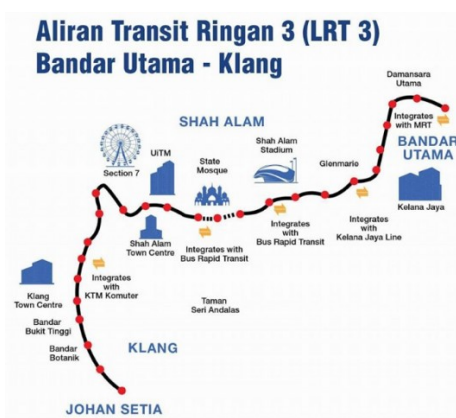 Aliran Transit Ringan 3 (LRT 3)
Bandar Utama - Klang
Damansara
Utama
Integrates
with MRT
BANDAR
UTAMA
Kelana Jaya
SHAH ALAM
Shah Alam
Stadium
Glenmarie
UiTM
State
Mosque
Section 7
Integrates
with
Kelana Jaya Line
Integrates
with
Bus Rapid Transit
Shah Alam
Town Centre
Integrates with
Bus Rapid Transit
Integrates
with
KTM Komuter
Klang
Town Centre
Taman
Seri Andalas
Bandar
Bukit Tinggi
Bandar
Botanik
KLANG
JOHAN SETIA